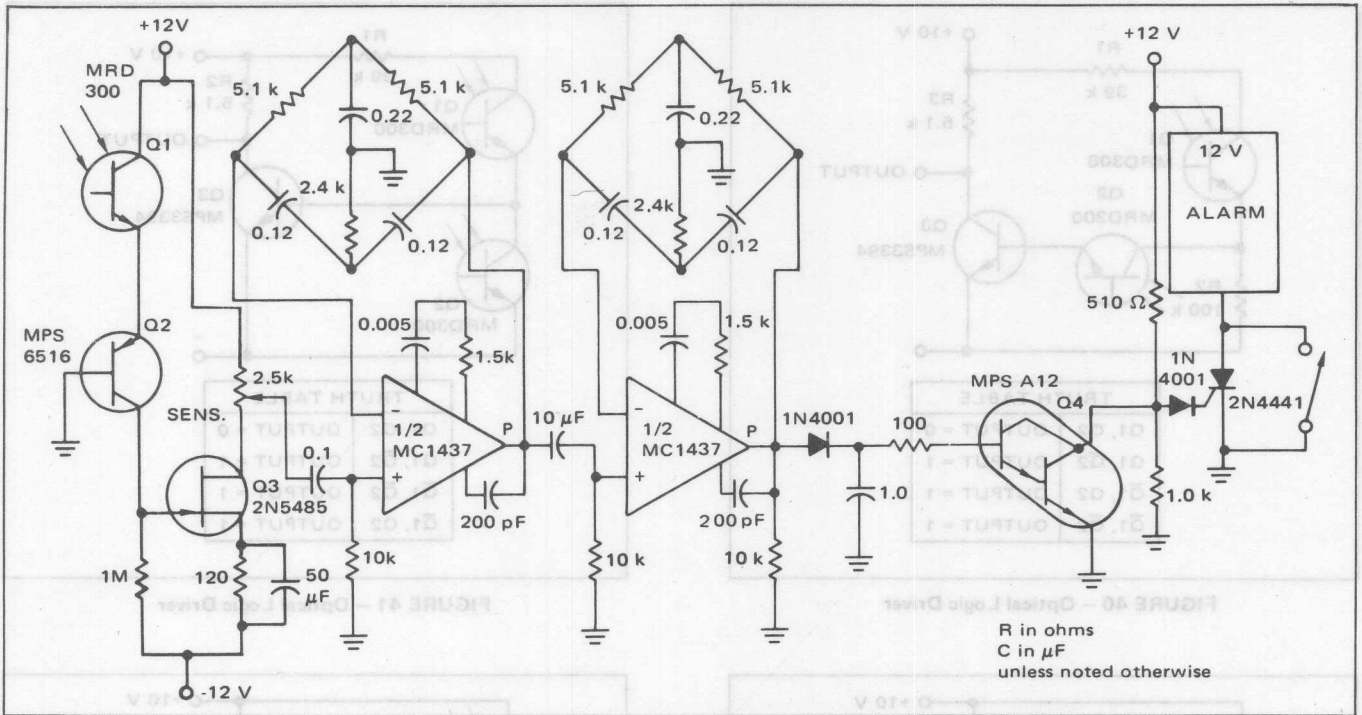 +12V
MRD
300
Q1
MPS
6516
Q2
2.5k
SENS.
Q3
2N5485
0.1
1M
120
50
µF
-12 V
5.1 k
5.1 k
0.22
2.4 k
0.12
0.12
0.005
1.5k
1/2
MC1437
P
200 pF
10k
10 µF
5.1 k
5.1k
0.22
2.4k
0.12
0.12
0.005
1.5 k
1/2
MC1437
P
200 pF
10 k
10 k
1N4001
1.0
100
MPS A12
Q4
+12 V
12 V
ALARM
510 Ω
1N
4001
2N4441
1.0 k
R in ohms
C in µF
unless noted otherwise